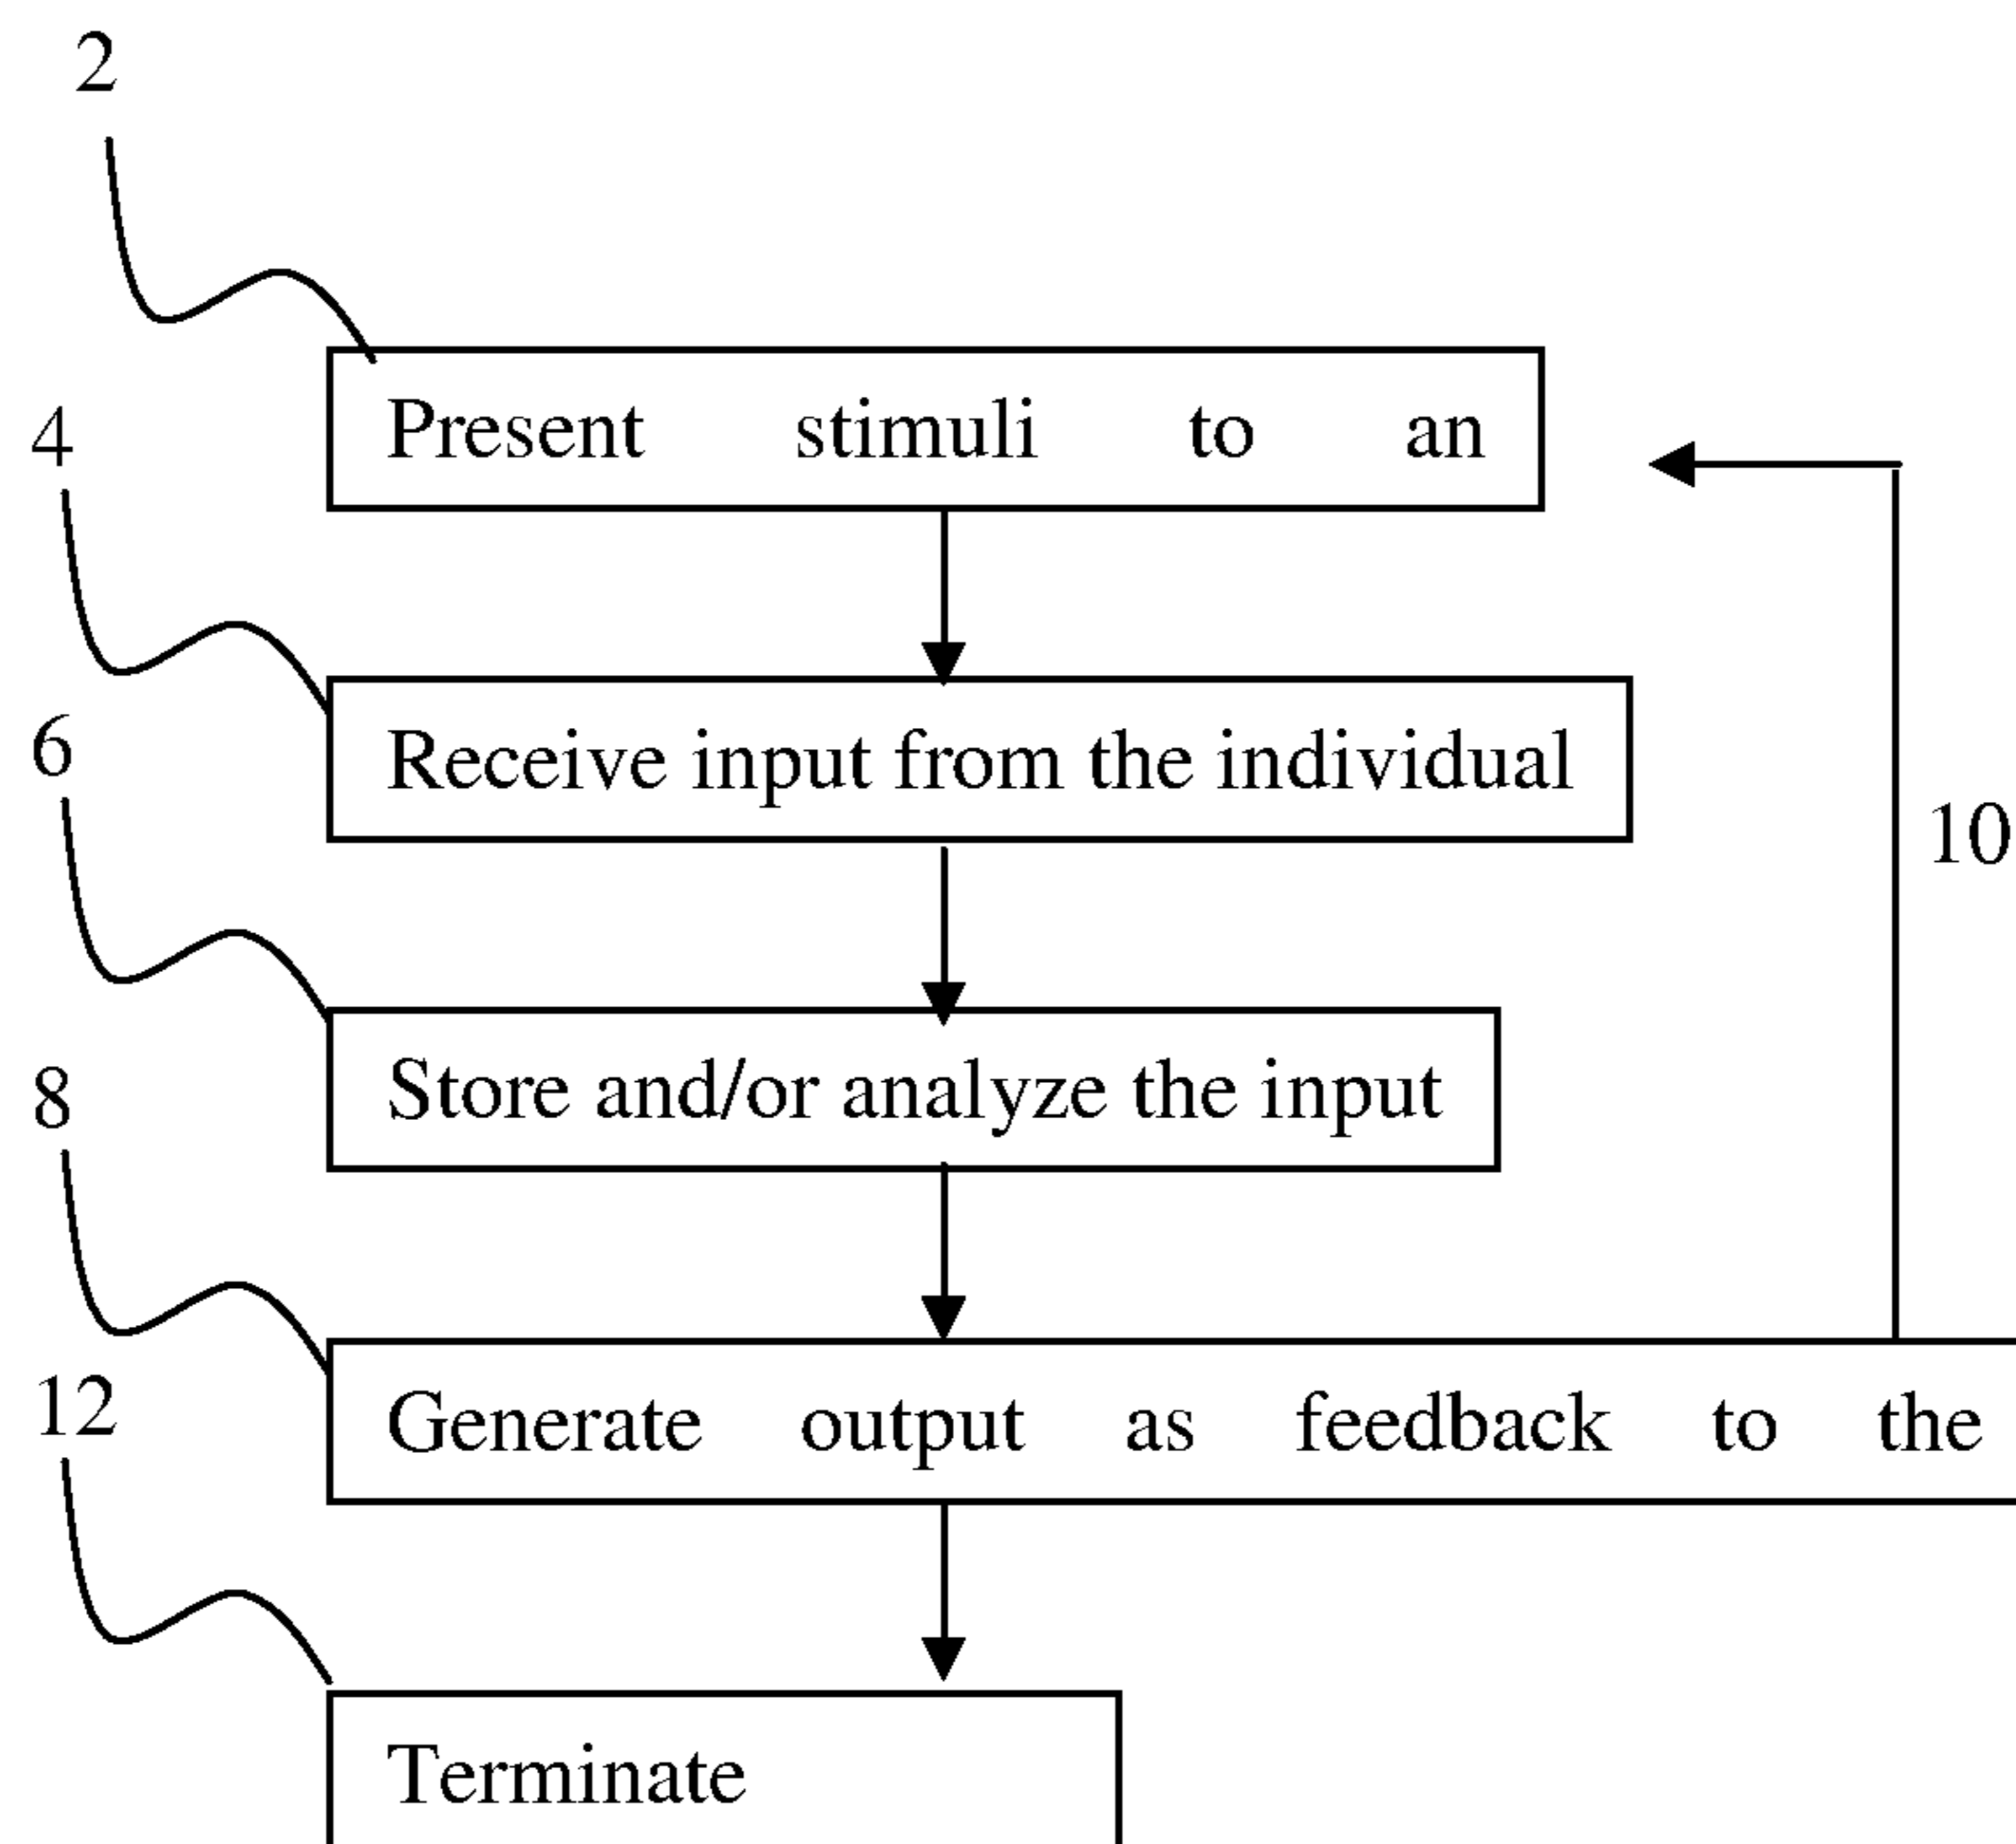 2
Present stimuli to an
4
Receive input from the individual
6
10
Store and/or analyze the input
8
Generate output as feedback to the
12
Terminate